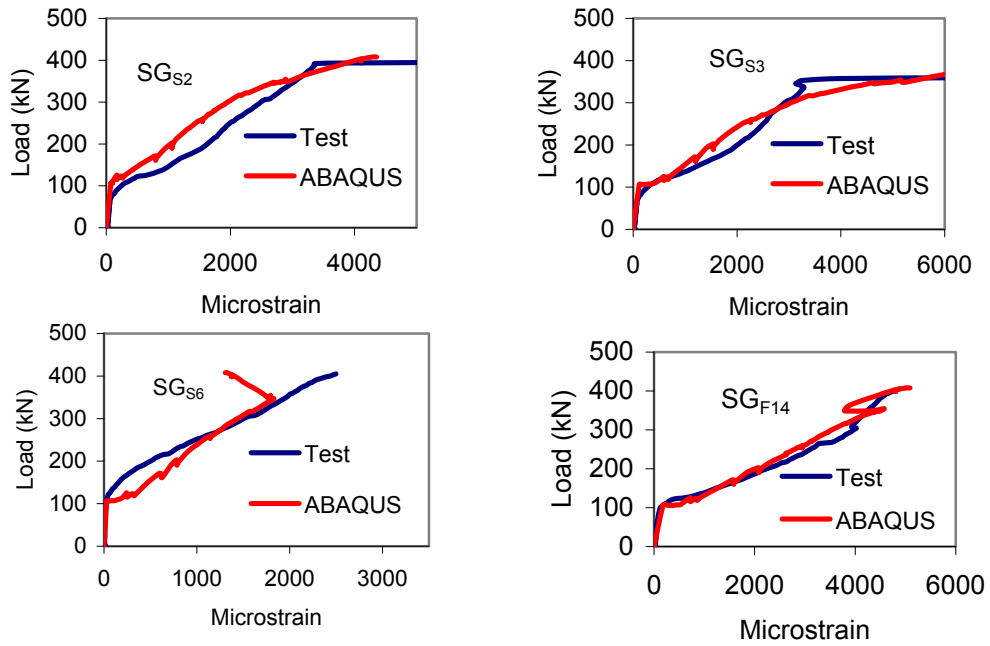 500
400
300
200
100
0
Load (kN)
SGS2
Test
ABAQUS
0 2000 4000
Microstrain
500
400
300
200
100
0
Load (kN)
SGS3
Test
ABAQUS
0 2000 4000 6000
Microstrain
500
400
300
200
100
0
Load (kN)
SGS6
Test
ABAQUS
0 1000 2000 3000
Microstrain
500
400
300
200
100
0
Load (kN)
SGF14
Test
ABAQUS
0 2000 4000 6000
Microstrain